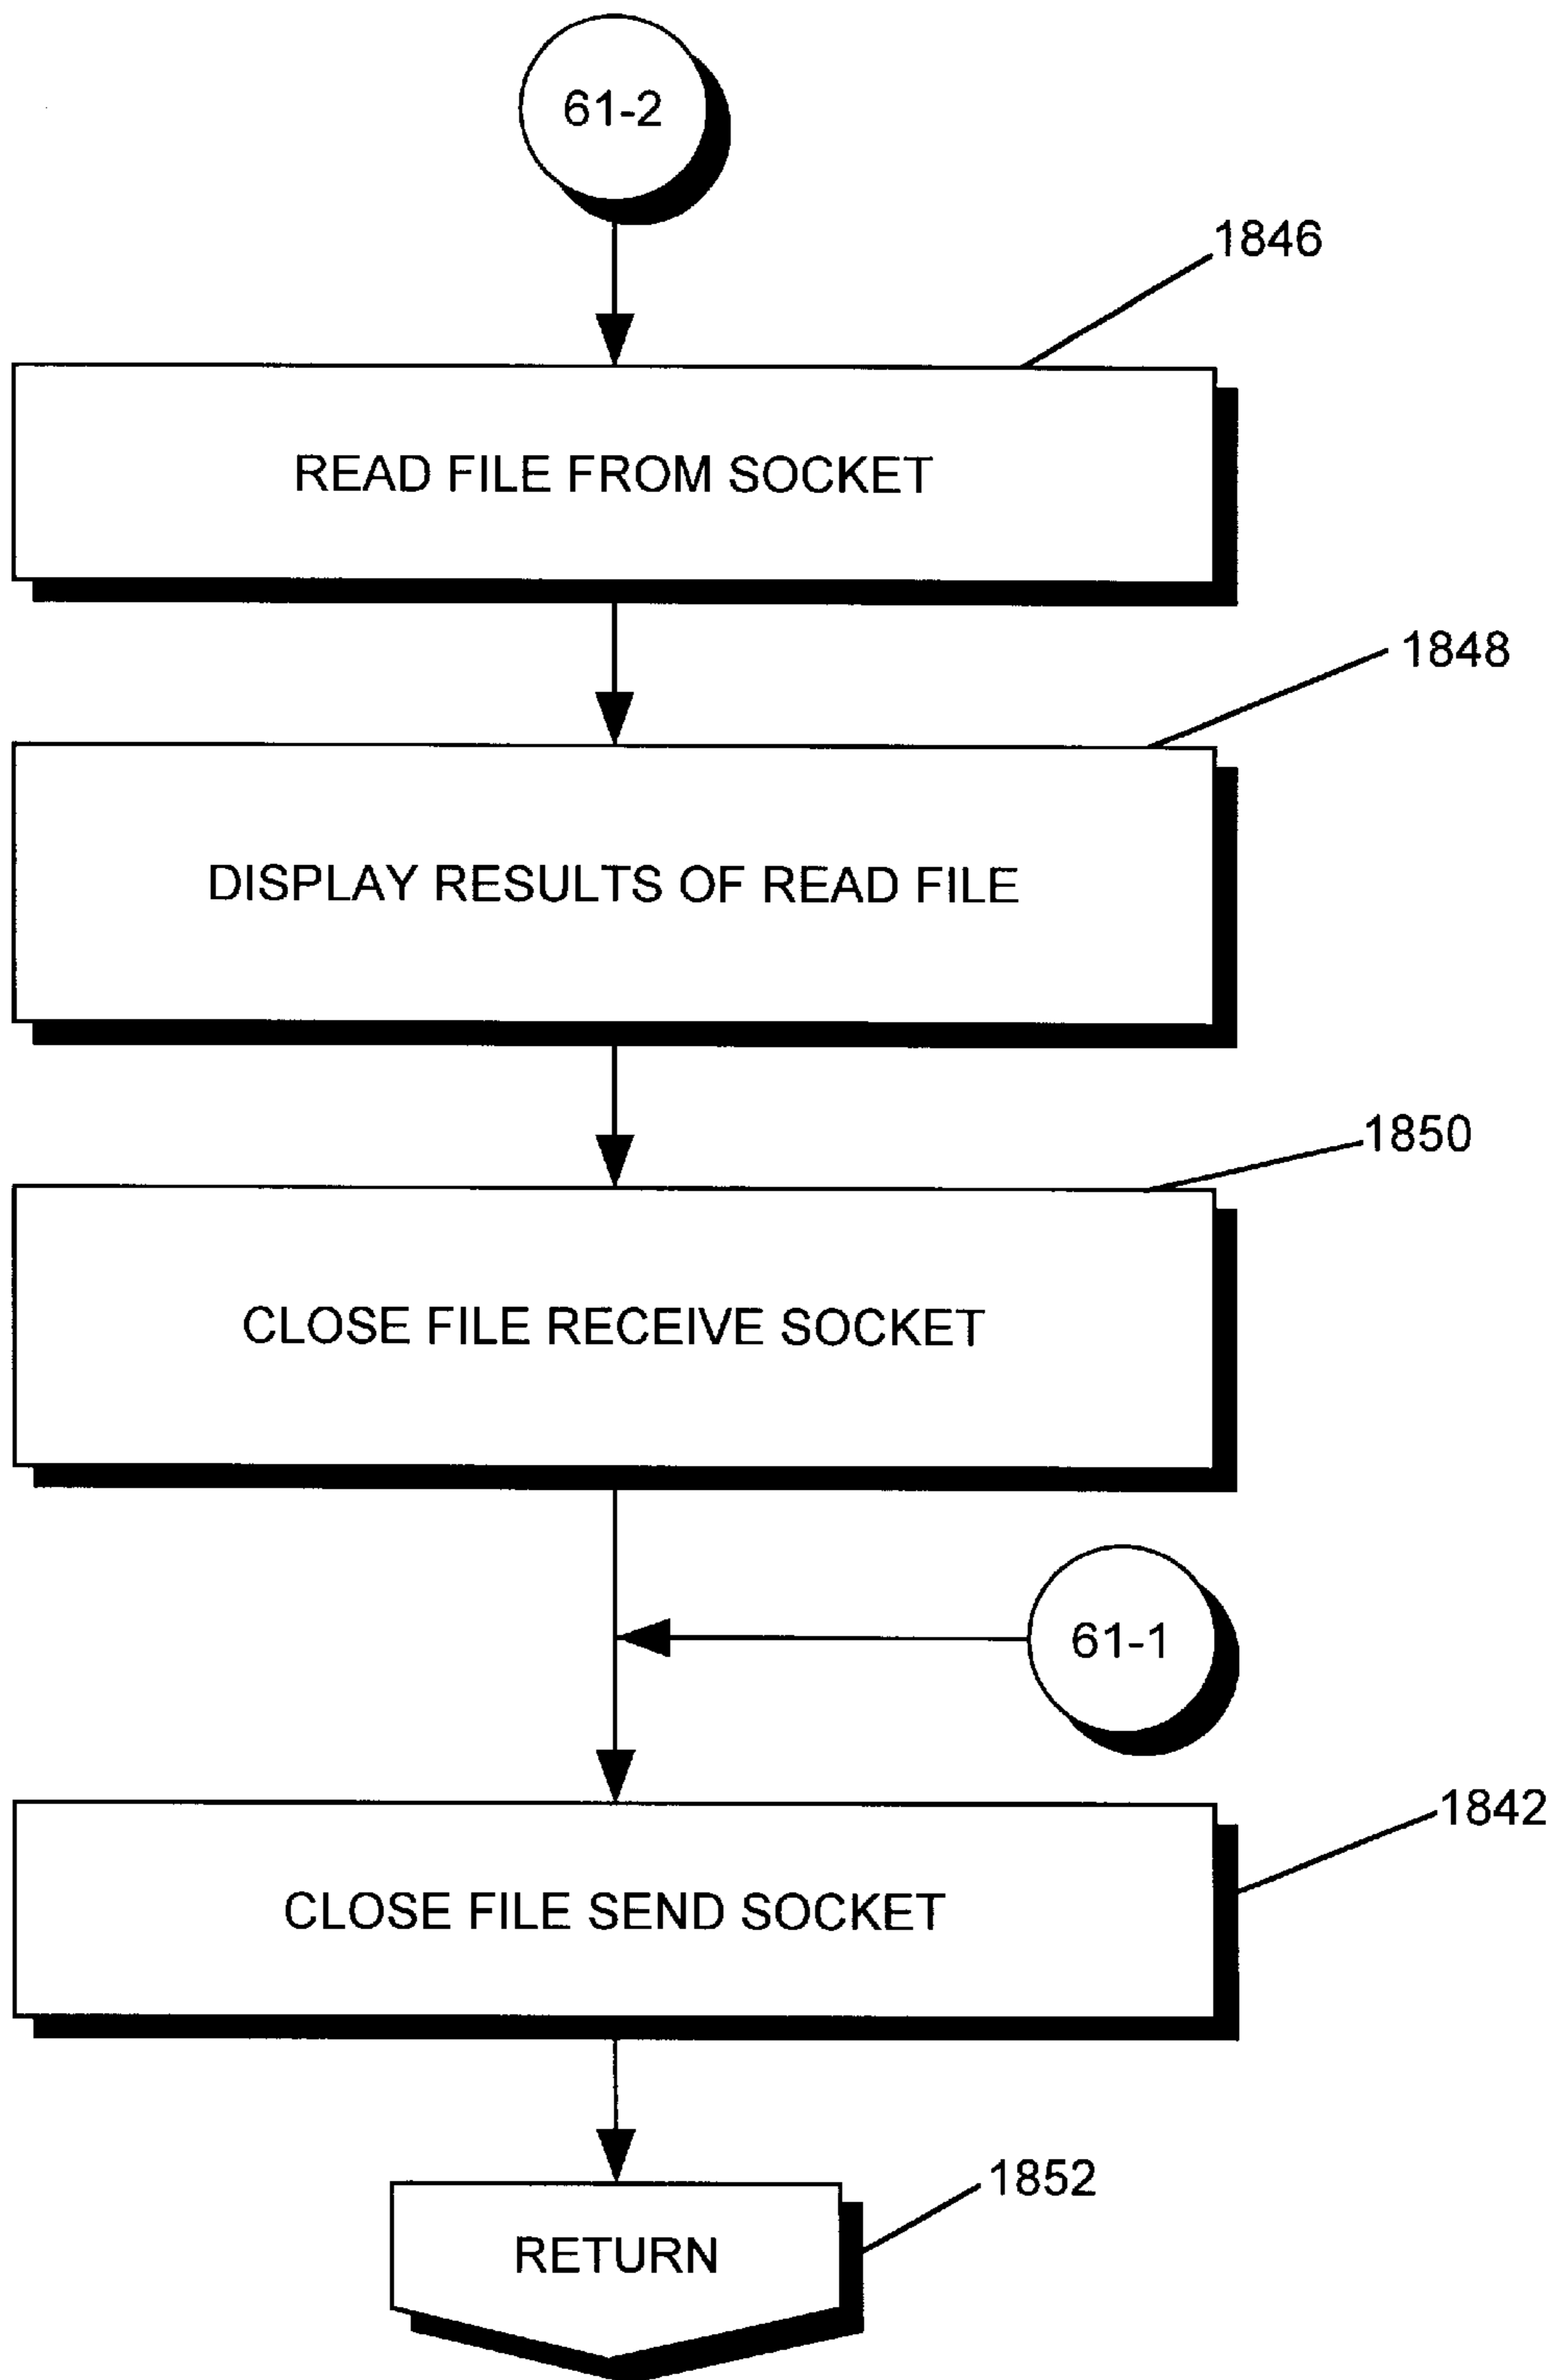 61-2
1846
READ FILE FROM SOCKET
1848
DISPLAY RESULTS OF READ FILE
1850
CLOSE FILE RECEIVE SOCKET
61-1
1842
CLOSE FILE SEND SOCKET
1852
RETURN